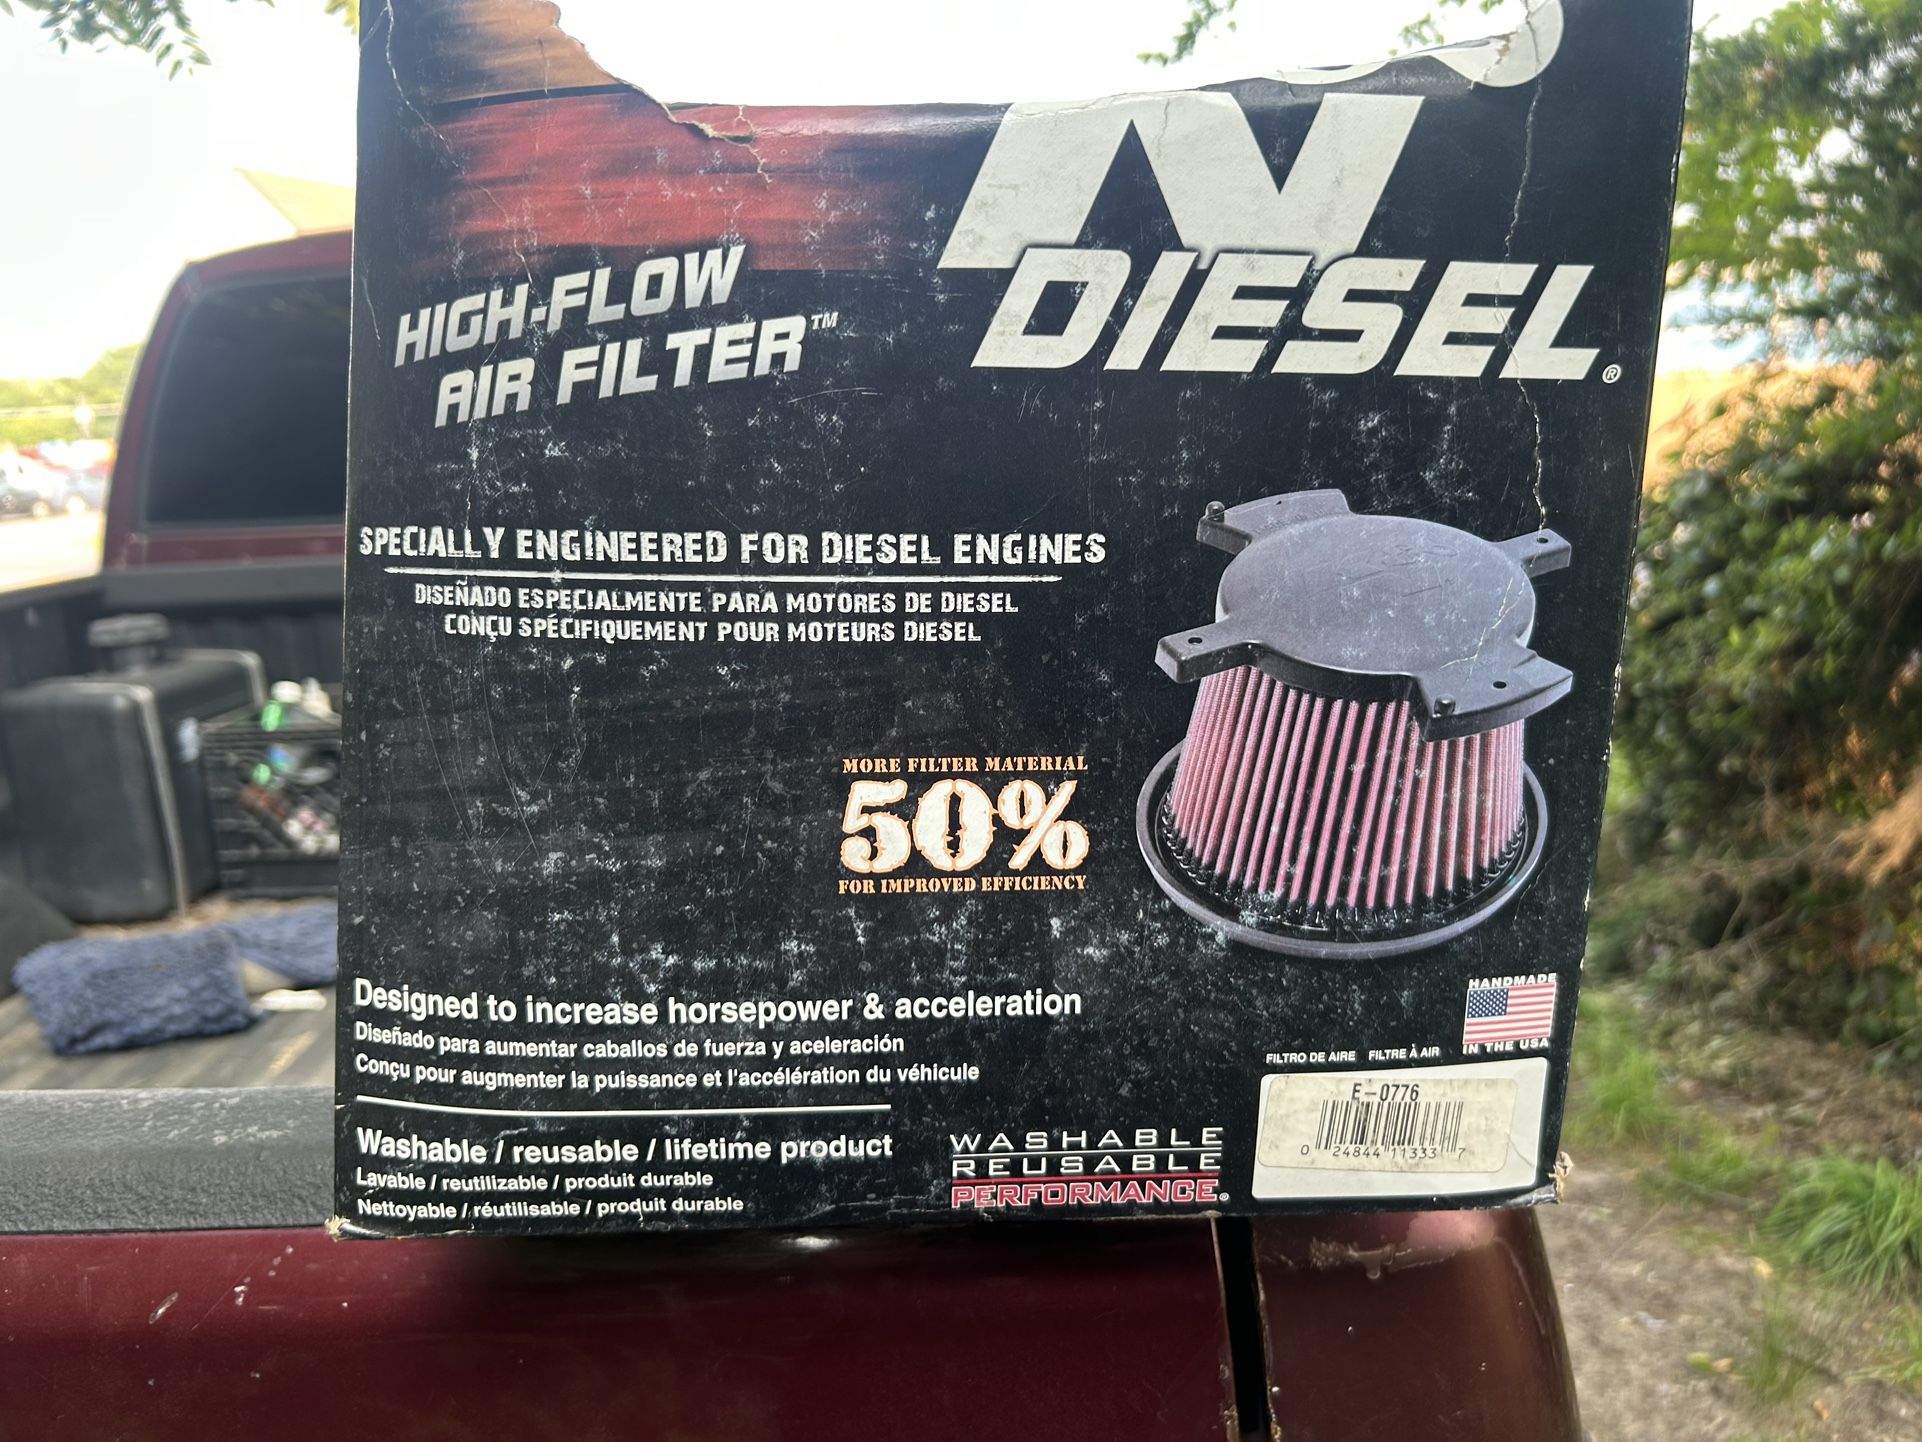 N
DIESEL®
HIGH-FLOW
AIR FILTER™
SPECIALLY ENGINEERED FOR DIESEL ENGINES
DISEÑADO ESPECIALMENTE PARA MOTORES DE DIESEL
CONÇU SPÉCIFIQUEMENT POUR MOTEURS DIESEL
MORE FILTER MATERIAL
50%
FOR IMPROVED EFFICIENCY
Designed to increase horsepower & acceleration
Diseñado para aumentar caballos de fuerza y aceleración
Conçu pour augmenter la puissance et l'accélération du véhicule
Washable / reusable / lifetime product
Lavable / reutilizable / produit durable
Nettoyable / réutilisable / produit durable
WASHABLE
REUSABLE
PERFORMANCE®
HANDMADE
IN THE USA
FILTRO DE AIRE FILTRE À AIR
E-0776
0 24844 11333 7